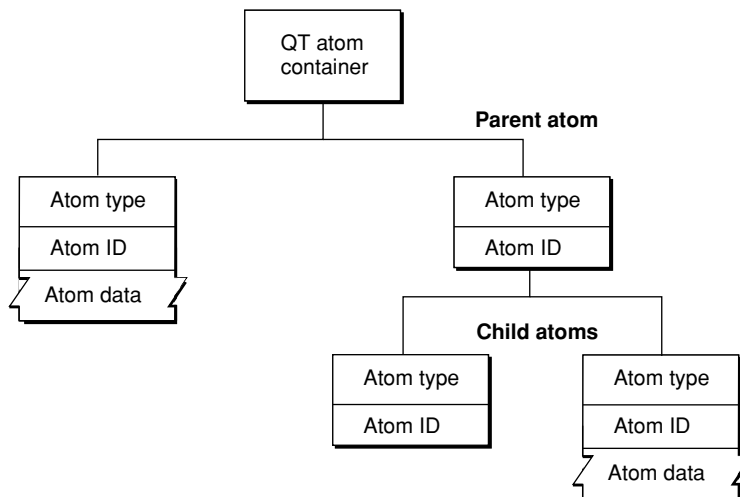 QT atom
container
Parent atom
Atom type
Atom ID
Atom data
Atom type
Atom ID
Child atoms
Atom type
Atom ID
Atom type
Atom ID
Atom data